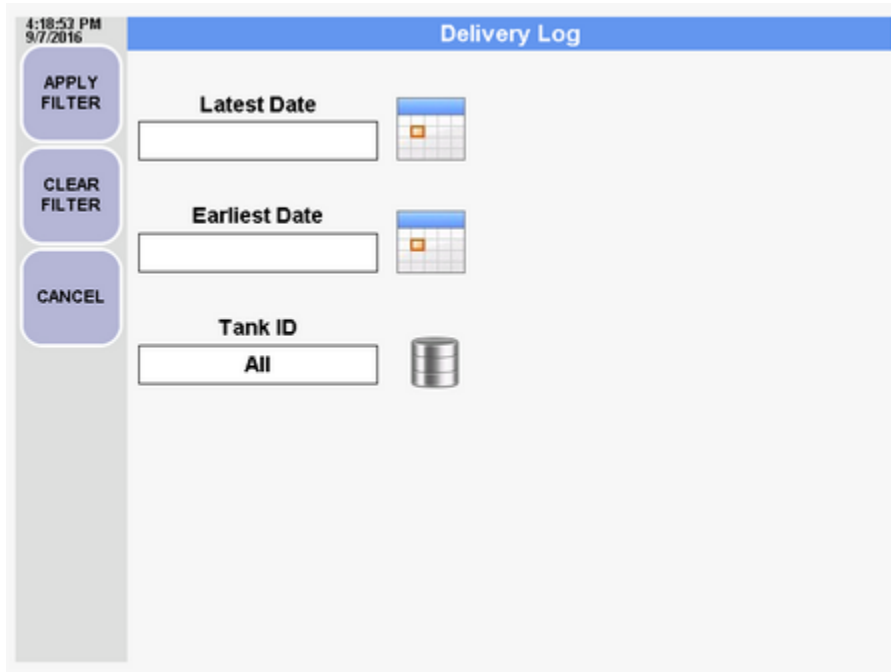 4:18:53 PM
9/7/2016
Delivery Log
APPLY
FILTER
CLEAR
FILTER
CANCEL
Latest Date
Earliest Date
Tank ID
All